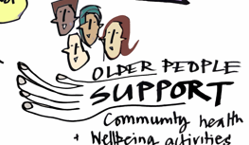 OLDER PEOPLE
SUPPORT
Community health
+ Wellbeing activities